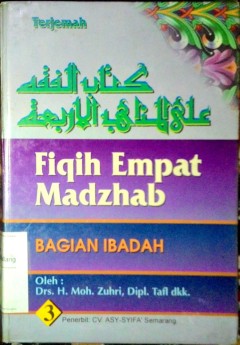 Terjemah
كتاب الفقه
على المذاهب الأربعة
Fiqih Empat
Madzhab
BAGIAN IBADAH
Oleh :
Drs. H. Moh. Zuhri, Dipl. Tafl dkk.
3
Penerbit: CV. ASY-SYIFA' Semarang